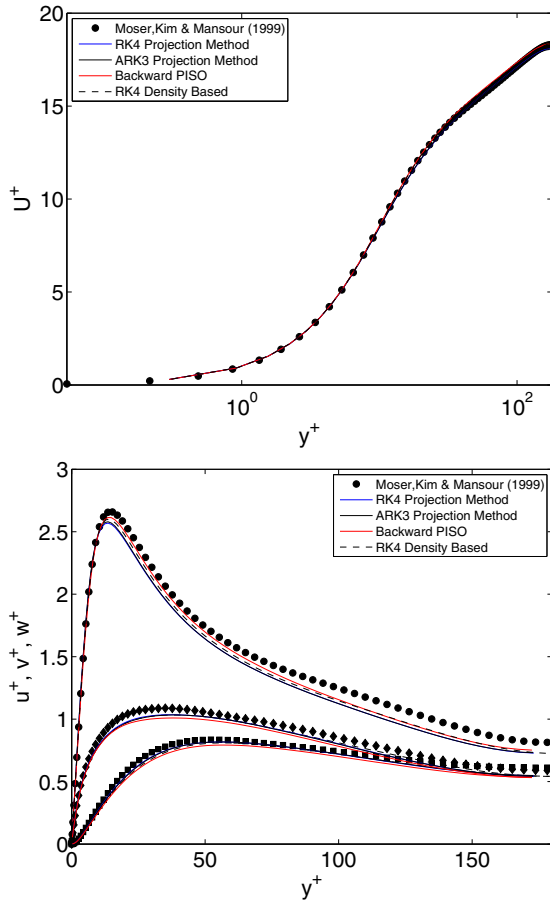 20
15
10
5
0
U+
Moser,Kim & Mansour (1999)
RK4 Projection Method
ARK3 Projection Method
Backward PISO
RK4 Density Based
10^0
10^2
y+
3
2.5
2
1.5
1
0.5
0
u+, v+, w+
Moser,Kim & Mansour (1999)
RK4 Projection Method
ARK3 Projection Method
Backward PISO
RK4 Density Based
0
50
100
150
y+